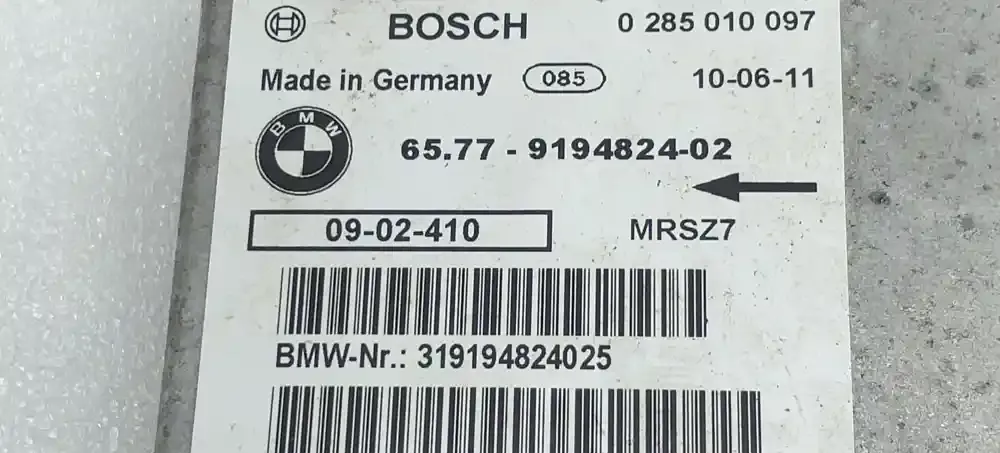 BOSCH 0 285 010 097
Made in Germany 085 10-06-11
BMW 65.77 - 9194824-02
09-02-410 MRSZ7
BMW-Nr.: 319194824025